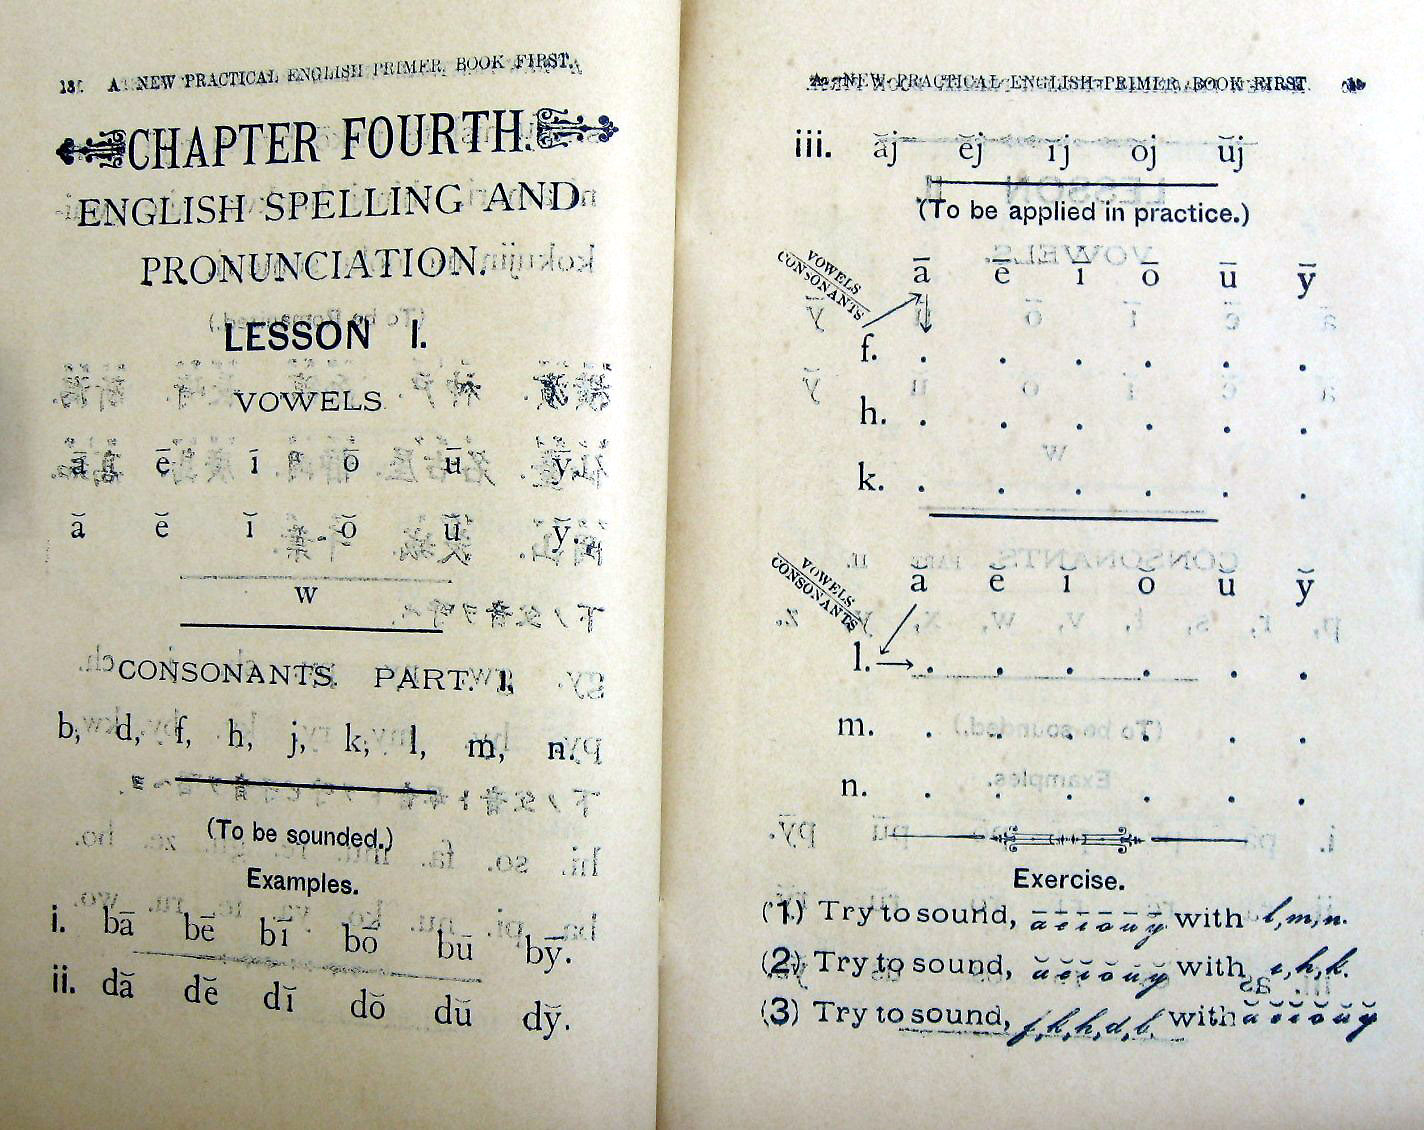 A NEW PRACTICAL ENGLISH PRIMER, BOOK FIRST.
CHAPTER FOURTH.
ENGLISH SPELLING AND
PRONUNCIATION.
LESSON I.
VOWELS
ā ē ī ō ū ȳ.
ă ĕ ĭ ŏ ŭ y̆.
w
CONSONANTS. PART. I.
b, d, f, h, j, k, l, m, n.
(To be sounded.)
Examples.
i. bā bē bī bō bū bȳ.
ii. dă dĕ dĭ dŏ dŭ dy̆.
A NEW PRACTICAL ENGLISH PRIMER, BOOK FIRST.
iii. ăj ĕj ĭj ŏj ŭj
(To be applied in practice.)
VOWELS
CONSONANTS
ā ē ī ō ū ȳ
f. . . . . . .
h. . . . . . .
k. . . . . . .
VOWELS
CONSONANTS
ă ĕ ĭ ŏ ŭ y̆
l. . . . . . .
m. . . . . . .
n. . . . . . .
Exercise.
(1) Try to sound, ā ē ī ō ū ȳ with l, m, n.
(2) Try to sound, ă ĕ ĭ ŏ ŭ y̆ with h, k.
(3) Try to sound, f, k, h, d, b, with ă ĕ ĭ ŏ ŭ y̆